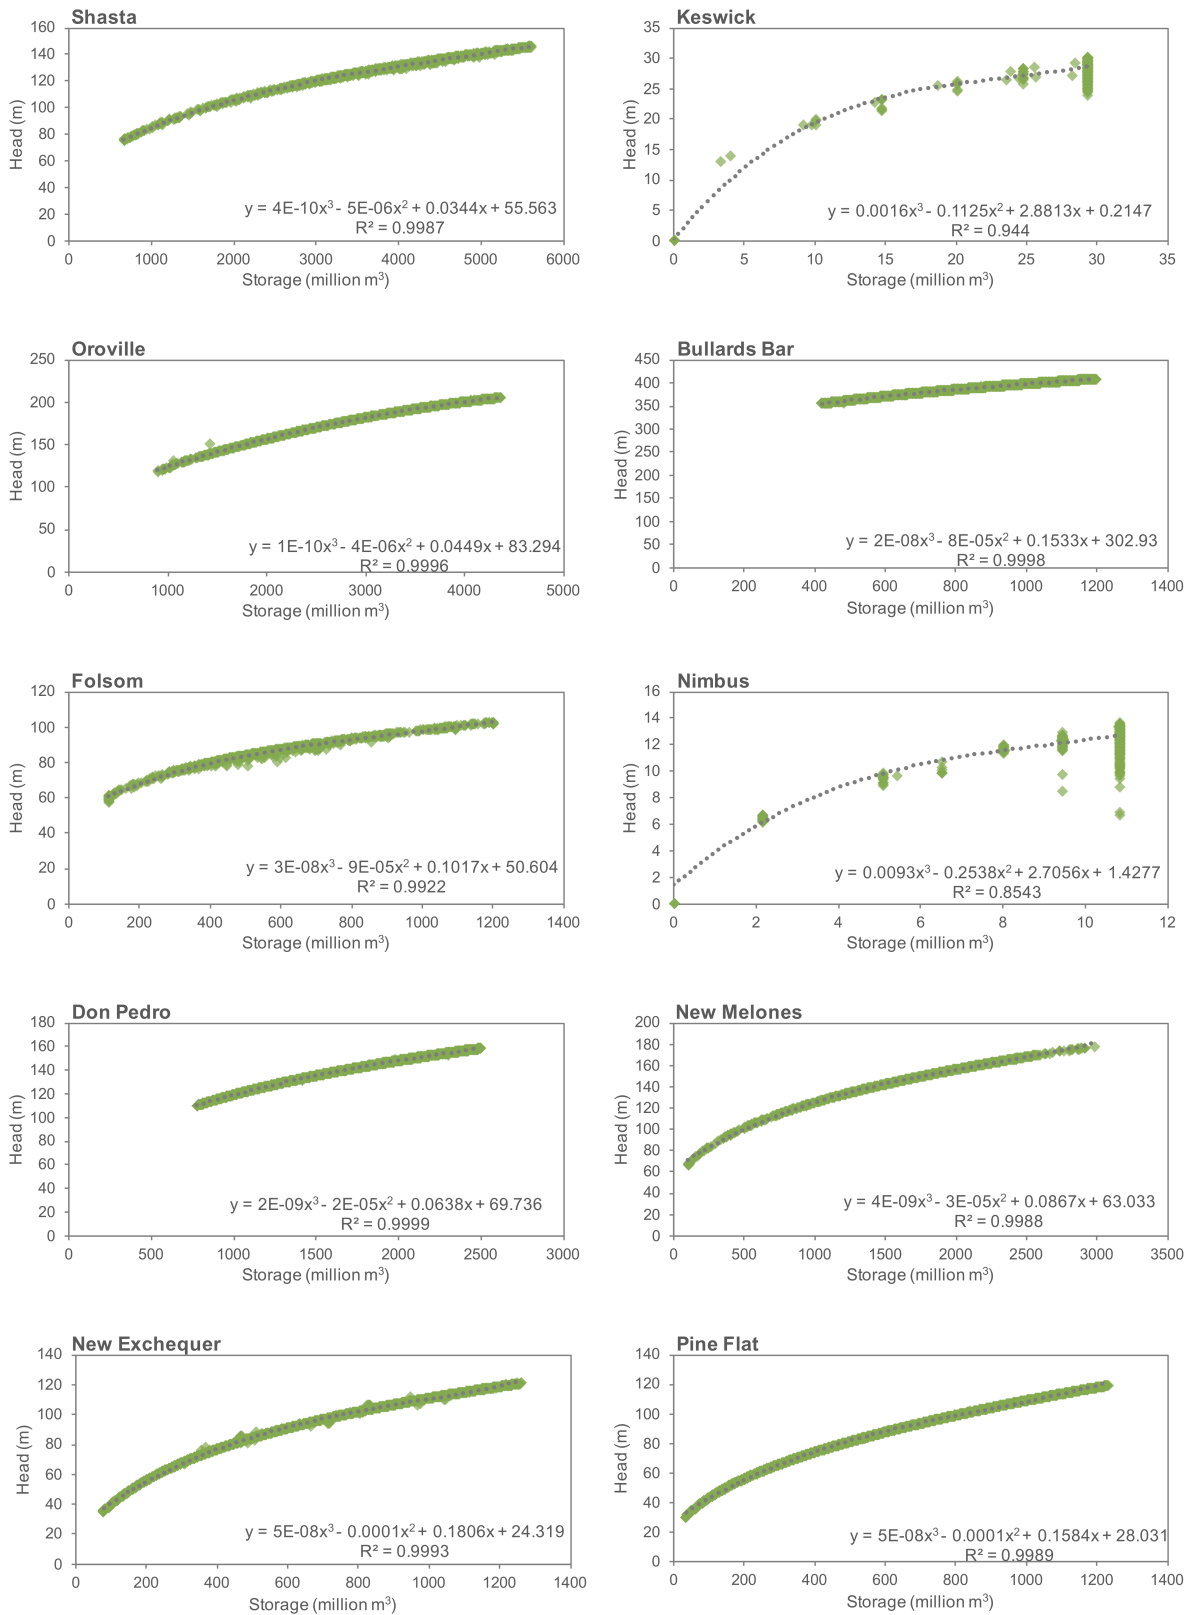 Shasta
160
140
120
100
80
60
40
20
0
Head (m)
y = 4E-10x³ - 5E-06x² + 0.0344x + 55.563
R² = 0.9987
0 1000 2000 3000 4000 5000 6000
Storage (million m³)
Keswick
35
30
25
20
15
10
5
0
Head (m)
y = 0.0016x³ - 0.1125x² + 2.8813x + 0.2147
R² = 0.944
0 5 10 15 20 25 30 35
Storage (million m³)
Oroville
250
200
150
100
50
0
Head (m)
y = 1E-10x³ - 4E-06x² + 0.0449x + 83.294
R² = 0.9996
0 1000 2000 3000 4000 5000
Storage (million m³)
Bullards Bar
450
400
350
300
250
200
150
100
50
0
Head (m)
y = 2E-08x³ - 8E-05x² + 0.1533x + 302.93
R² = 0.9998
0 200 400 600 800 1000 1200 1400
Storage (million m³)
Folsom
120
100
80
60
40
20
0
Head (m)
y = 3E-08x³ - 9E-05x² + 0.1017x + 50.604
R² = 0.9922
0 200 400 600 800 1000 1200 1400
Storage (million m³)
Nimbus
16
14
12
10
8
6
4
2
0
Head (m)
y = 0.0093x³ - 0.2538x² + 2.7056x + 1.4277
R² = 0.8543
0 2 4 6 8 10 12
Storage (million m³)
Don Pedro
180
160
140
120
100
80
60
40
20
0
Head (m)
y = 2E-09x³ - 2E-05x² + 0.0638x + 69.736
R² = 0.9999
0 500 1000 1500 2000 2500 3000
Storage (million m³)
New Melones
200
180
160
140
120
100
80
60
40
20
0
Head (m)
y = 4E-09x³ - 3E-05x² + 0.0867x + 63.033
R² = 0.9988
0 500 1000 1500 2000 2500 3000 3500
Storage (million m³)
New Exchequer
140
120
100
80
60
40
20
0
Head (m)
y = 5E-08x³ - 0.0001x² + 0.1806x + 24.319
R² = 0.9993
0 200 400 600 800 1000 1200 1400
Storage (million m³)
Pine Flat
140
120
100
80
60
40
20
0
Head (m)
y = 5E-08x³ - 0.0001x² + 0.1584x + 28.031
R² = 0.9989
0 200 400 600 800 1000 1200 1400
Storage (million m³)